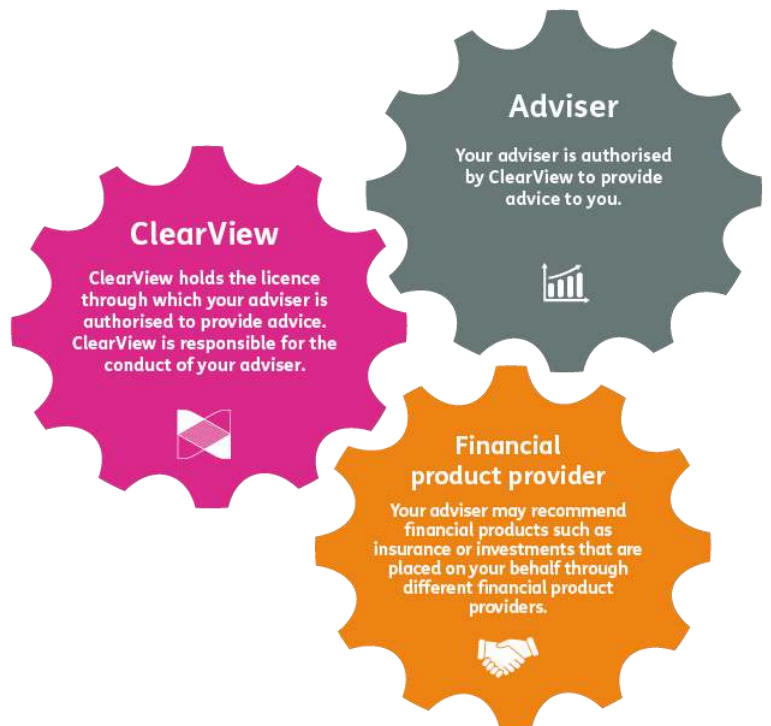 Adviser
Your adviser is authorised
by ClearView to provide
advice to you.
ClearView
ClearView holds the licence
through which your adviser is
authorised to provide advice.
ClearView is responsible for the
conduct of your adviser.
Financial
product provider
Your adviser may recommend
financial products such as
insurance or investments that are
placed on your behalf through
different financial product
providers.